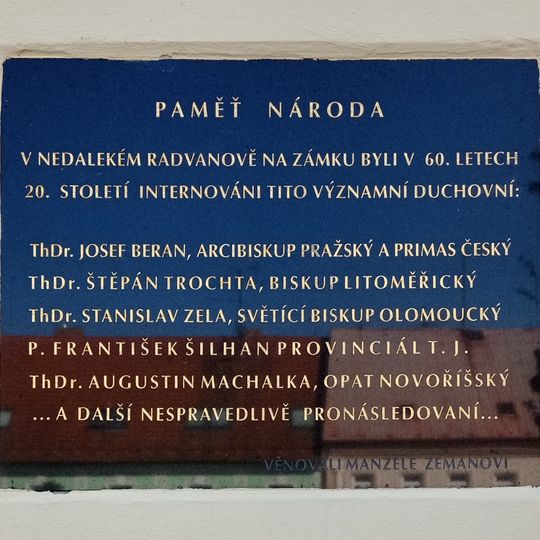 PAMĚŤ NÁRODA
V NEDALEKÉM RADVANOVĚ NA ZÁMKU BYLI V 60. LETECH
20. STOLETÍ INTERNOVÁNI TITO VÝZNAMNÍ DUCHOVNÍ:
ThDr. JOSEF BERAN, ARCIBISKUP PRAŽSKÝ A PRIMAS ČESKÝ
ThDr. ŠTĚPÁN TROCHTA, BISKUP LITOMĚŘICKÝ
ThDr. STANISLAV ZELA, SVĚTÍCÍ BISKUP OLOMOUCKÝ
P. FRANTIŠEK ŠILHAN PROVINCIÁL T. J.
ThDr. AUGUSTIN MACHALKA, OPAT NOVOŘÍŠSKÝ
... A DALŠÍ NESPRAVEDLIVĚ PRONÁSLEDOVANÍ...
VĚNOVALI MANŽELÉ ZEMANOVI